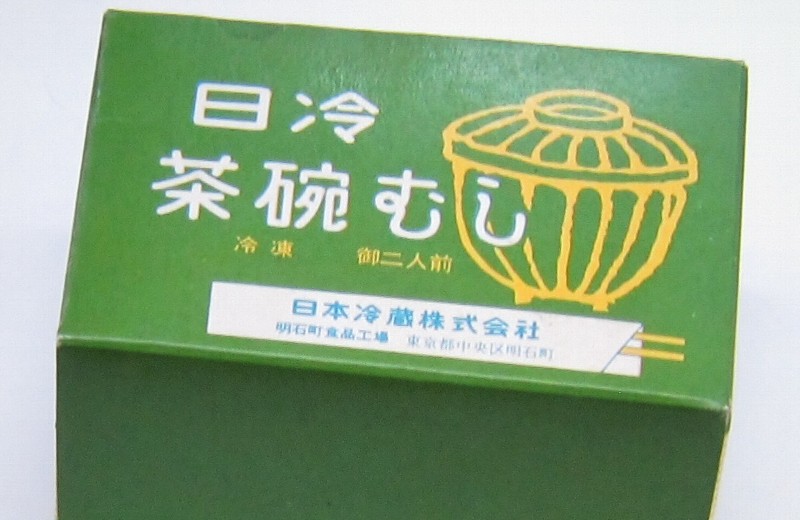 日冷
茶碗むし
冷凍　御二人前
日本冷蔵株式会社
明石町食品工場　東京都中央区明石町